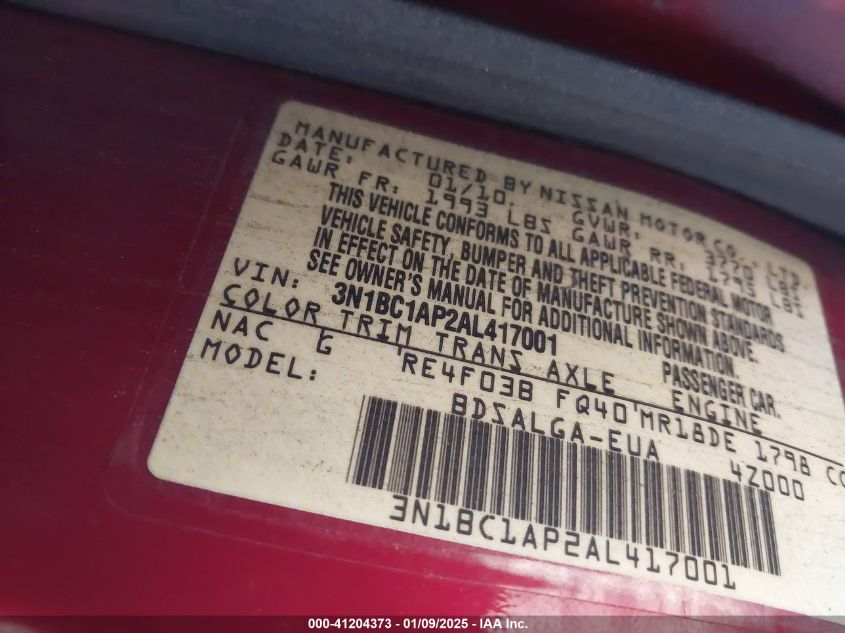 MANUFACTURED BY NISSAN MOTOR CO., LTD.
DATE: 01/10 GVWR: 3770 LBS
GAWR FR: 1993 LBS GAWR RR: 1795 LBS
THIS VEHICLE CONFORMS TO ALL APPLICABLE FEDERAL MOTOR
VEHICLE SAFETY, BUMPER AND THEFT PREVENTION STANDARDS
IN EFFECT ON THE DATE OF MANUFACTURE SHOWN ABOVE.
SEE OWNER'S MANUAL FOR ADDITIONAL INFORMATION.
VIN: 3N1BC1AP2AL417001 PASSENGER CAR.
COLOR TRIM TRANS AXLE ENGINE
NAC G RE4F03B FQ40 MR18DE 1798 CC
MODEL: BDSALGA-EUA 4Z000
3N1BC1AP2AL417001
000-41204373 - 01/09/2025 - IAA Inc.